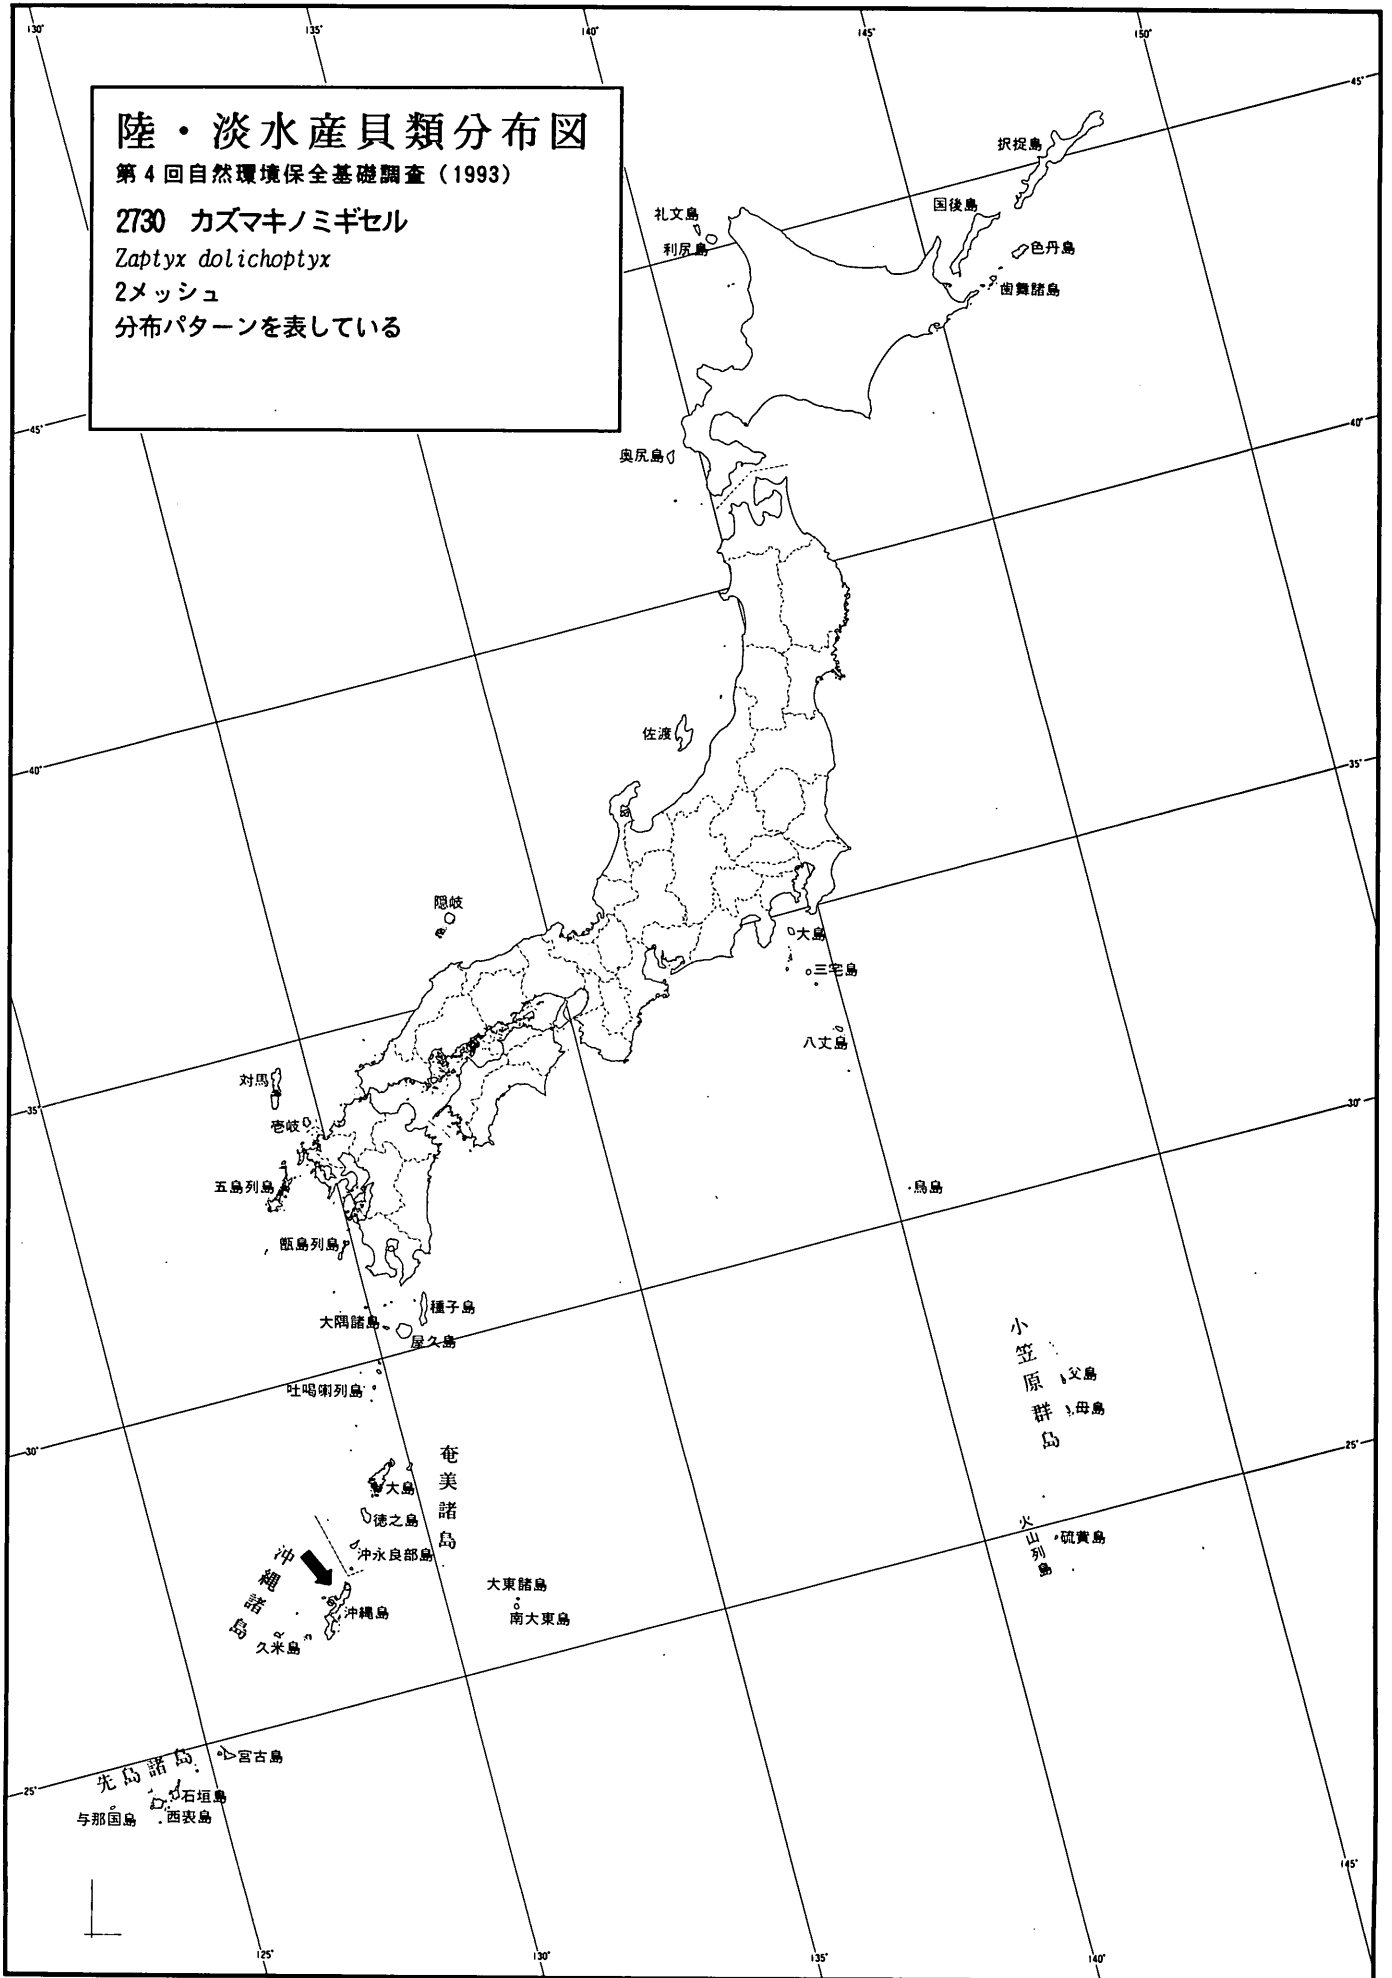 130°
135°
140°
145°
150°
陸・淡水産貝類分布図
第4回自然環境保全基礎調査（1993）
2730 カズマキノミギセル
Zaptyx dolichoptyx
2メッシュ
分布パターンを表している
45°
択捉島
国後島
礼文島
利尻島
色丹島
歯舞諸島
45°
40°
奥尻島
佐渡
40°
35°
隠岐
大島
三宅島
八丈島
対馬
35°
壱岐
30°
五島列島
鳥島
甑島列島
種子島
大隅諸島
屋久島
吐喝喇列島
小笠原群島
父島
母島
30°
25°
奄美諸島
大島
徳之島
沖永良部島
火山列島
硫黄島
沖縄諸島
沖縄島
久米島
大東諸島
南大東島
先島諸島
宮古島
25°
石垣島
与那国島
西表島
145°
125°
130°
135°
140°